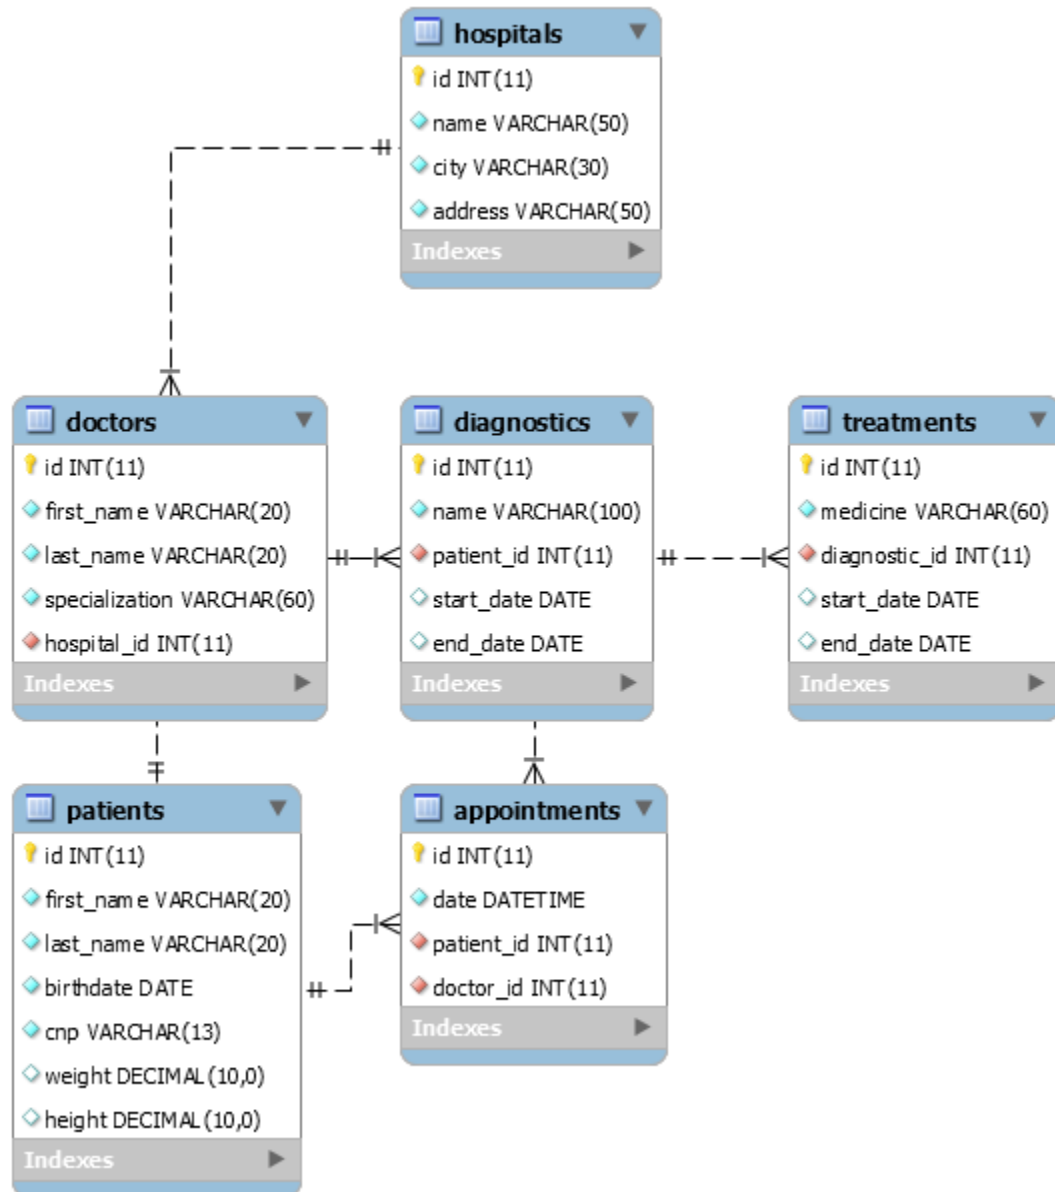 hospitals
id INT(11)
name VARCHAR(50)
city VARCHAR(30)
address VARCHAR(50)
Indexes
doctors
id INT(11)
first_name VARCHAR(20)
last_name VARCHAR(20)
specialization VARCHAR(60)
hospital_id INT(11)
Indexes
diagnostics
id INT(11)
name VARCHAR(100)
patient_id INT(11)
start_date DATE
end_date DATE
Indexes
treatments
id INT(11)
medicine VARCHAR(60)
diagnostic_id INT(11)
start_date DATE
end_date DATE
Indexes
patients
id INT(11)
first_name VARCHAR(20)
last_name VARCHAR(20)
birthdate DATE
cnp VARCHAR(13)
weight DECIMAL(10,0)
height DECIMAL(10,0)
Indexes
appointments
id INT(11)
date DATETIME
patient_id INT(11)
doctor_id INT(11)
Indexes